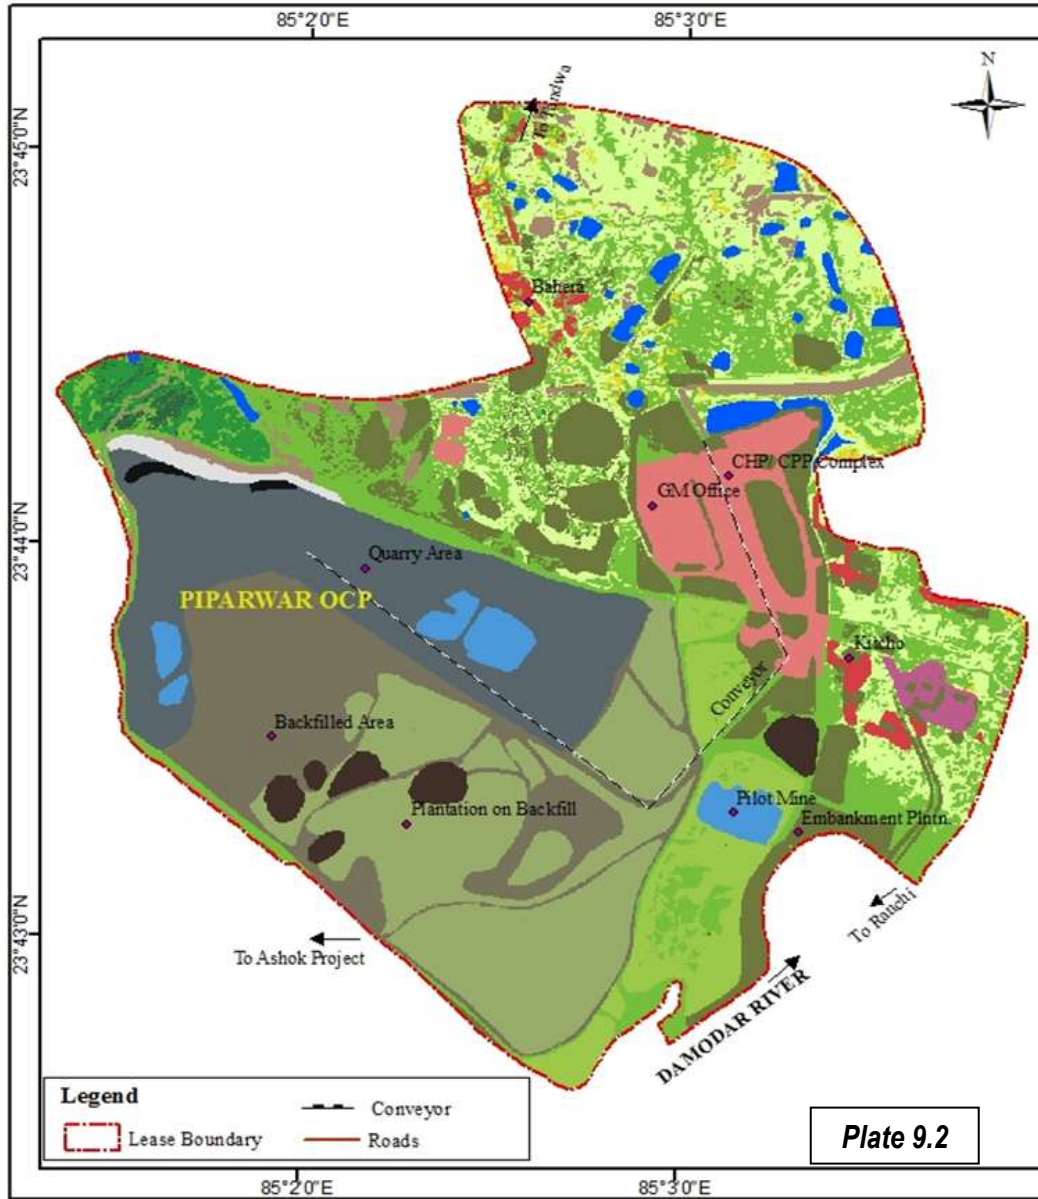 85°2'0"E
85°3'0"E
N
To Tandwa
23°45'0"N
Bahera
CHP/ CPP Complex
GM Office
23°44'0"N
Quarry Area
PIPARWAR OCP
Kitcho
Conveyor
Backfilled Area
Plantation on Backfill
Pilot Mine
Embankment Plntn.
To Ranchi
23°43'0"N
To Ashok Project
DAMODAR RIVER
Legend
Conveyor
Lease Boundary
Roads
Plate 9.2
85°2'0"E
85°3'0"E